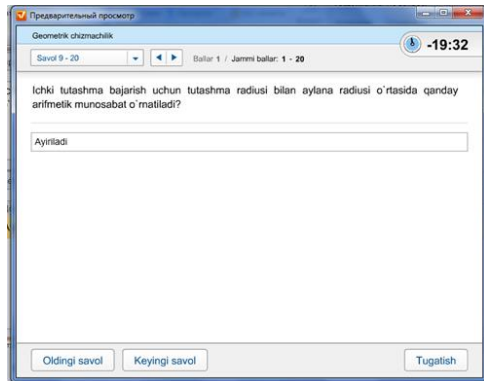 Предварительный просмотр
Geometrik chizmachilik
Savol 9 - 20
Ballar 1 / Jammi ballar: 1 - 20
-19:32
Ichki tutashma bajarish uchun tutashma radiusi bilan aylana radiusi o`rtasida qanday
arifmetik munosabat o`rnatiladi?
Ayiriladi
Oldingi savol
Keyingi savol
Tugatish